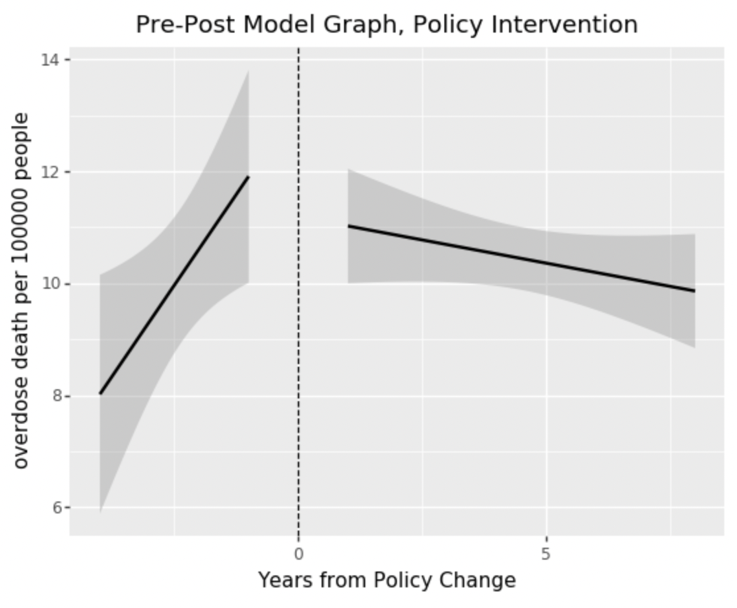 Pre-Post Model Graph, Policy Intervention
overdose death per 100000 people
14
12
10
8
6
0 5
Years from Policy Change